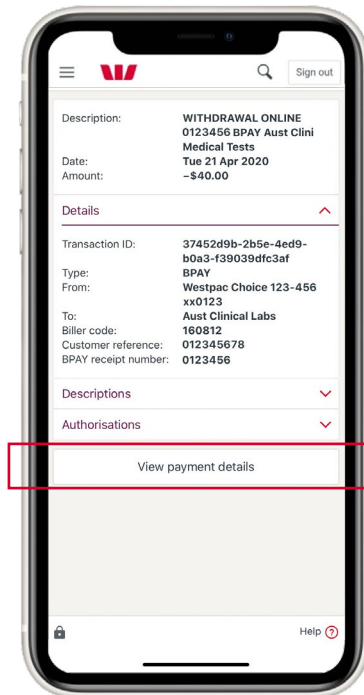 Sign out
Description: WITHDRAWAL ONLINE
0123456 BPAY Aust Clini
Medical Tests
Date: Tue 21 Apr 2020
Amount: –$40.00
Details
Transaction ID: 37452d9b-2b5e-4ed9-
b0a3-f39039dfc3af
Type: BPAY
From: Westpac Choice 123-456
xx0123
To: Aust Clinical Labs
Biller code: 160812
Customer reference: 012345678
BPAY receipt number: 0123456
Descriptions
Authorisations
View payment details
Help ?